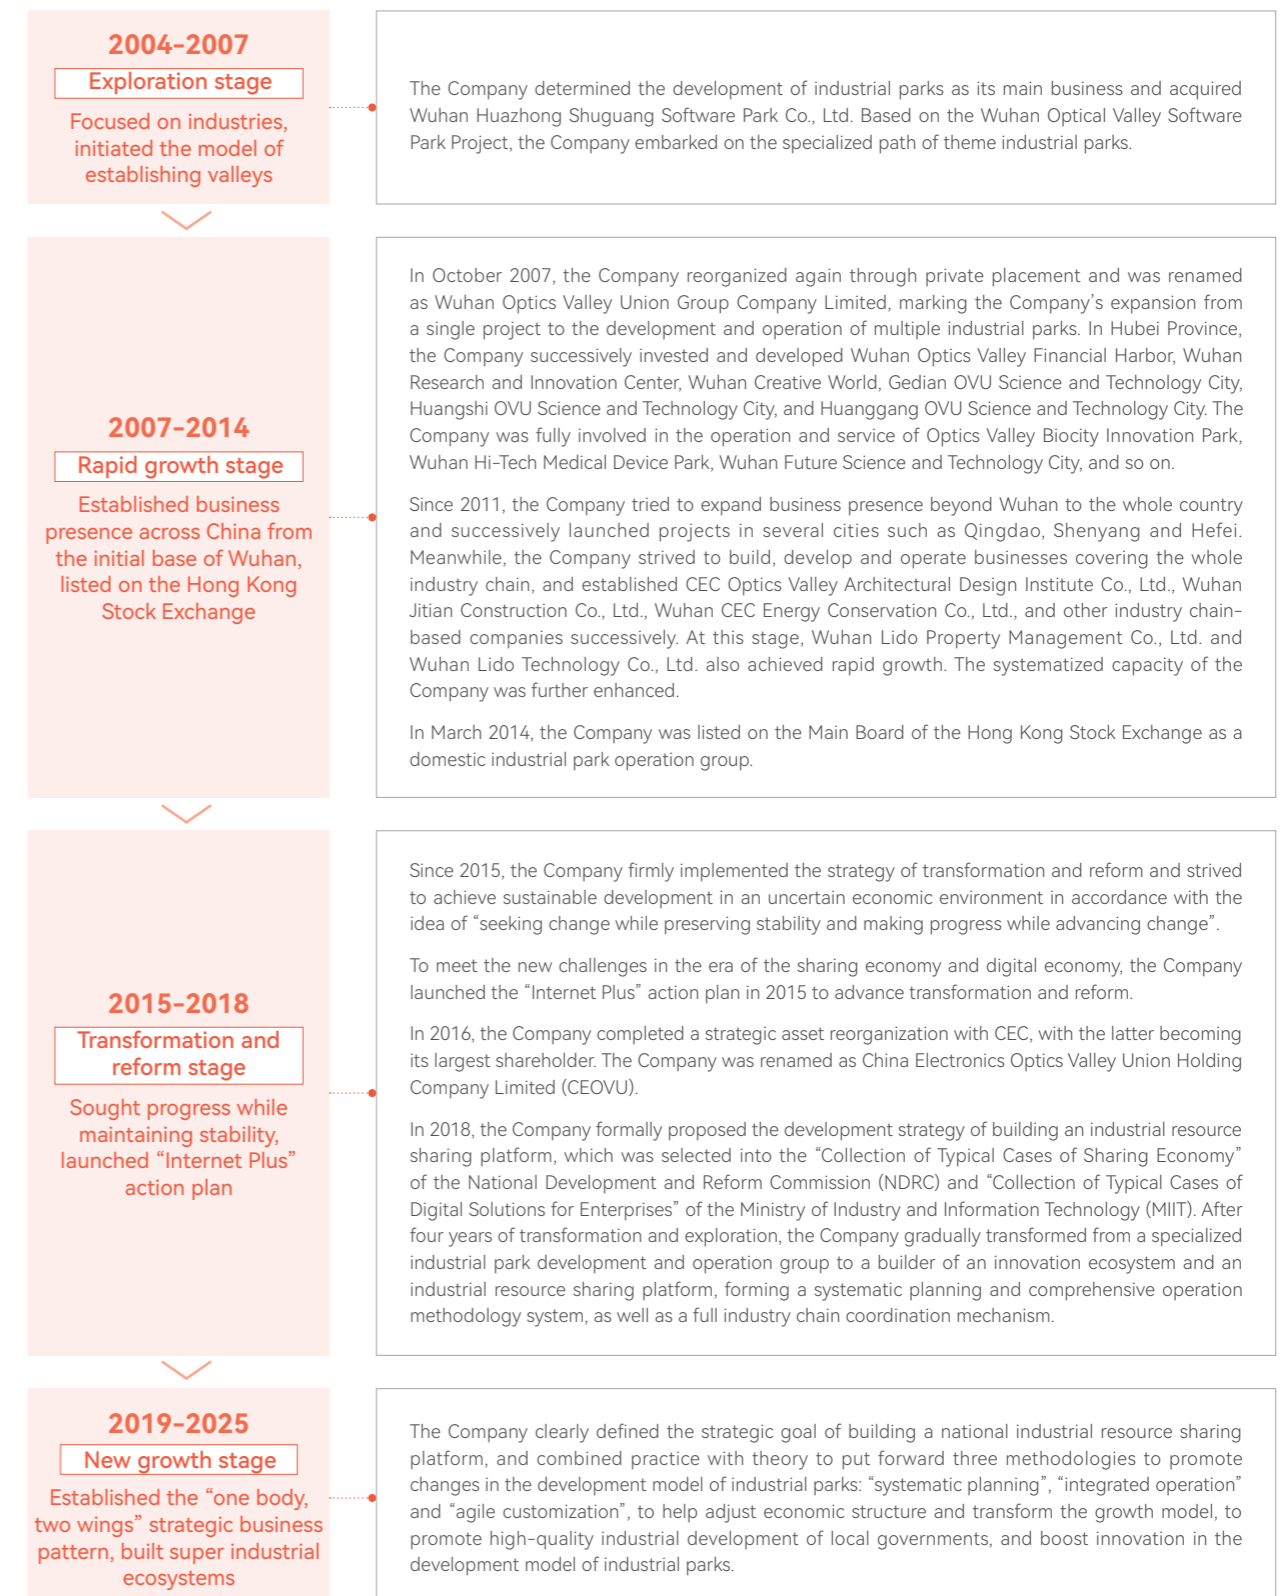 2004-2007
Exploration stage
Focused on industries,
initiated the model of
establishing valleys
The Company determined the development of industrial parks as its main business and acquired
Wuhan Huazhong Shuguang Software Park Co., Ltd. Based on the Wuhan Optical Valley Software
Park Project, the Company embarked on the specialized path of theme industrial parks.
2007-2014
Rapid growth stage
Established business
presence across China from
the initial base of Wuhan,
listed on the Hong Kong
Stock Exchange
In October 2007, the Company reorganized again through private placement and was renamed
as Wuhan Optics Valley Union Group Company Limited, marking the Company's expansion from
a single project to the development and operation of multiple industrial parks. In Hubei Province,
the Company successively invested and developed Wuhan Optics Valley Financial Harbor, Wuhan
Research and Innovation Center, Wuhan Creative World, Gedian OVU Science and Technology City,
Huangshi OVU Science and Technology City, and Huanggang OVU Science and Technology City. The
Company was fully involved in the operation and service of Optics Valley Biocity Innovation Park,
Wuhan Hi-Tech Medical Device Park, Wuhan Future Science and Technology City, and so on.
Since 2011, the Company tried to expand business presence beyond Wuhan to the whole country
and successively launched projects in several cities such as Qingdao, Shenyang and Hefei.
Meanwhile, the Company strived to build, develop and operate businesses covering the whole
industry chain, and established CEC Optics Valley Architectural Design Institute Co., Ltd., Wuhan
Jitian Construction Co., Ltd., Wuhan CEC Energy Conservation Co., Ltd., and other industry chain-
based companies successively. At this stage, Wuhan Lido Property Management Co., Ltd. and
Wuhan Lido Technology Co., Ltd. also achieved rapid growth. The systematized capacity of the
Company was further enhanced.
In March 2014, the Company was listed on the Main Board of the Hong Kong Stock Exchange as a
domestic industrial park operation group.
2015-2018
Transformation and
reform stage
Sought progress while
maintaining stability,
launched “Internet Plus”
action plan
Since 2015, the Company firmly implemented the strategy of transformation and reform and strived
to achieve sustainable development in an uncertain economic environment in accordance with the
idea of “seeking change while preserving stability and making progress while advancing change”.
To meet the new challenges in the era of the sharing economy and digital economy, the Company
launched the “Internet Plus” action plan in 2015 to advance transformation and reform.
In 2016, the Company completed a strategic asset reorganization with CEC, with the latter becoming
its largest shareholder. The Company was renamed as China Electronics Optics Valley Union Holding
Company Limited (CEOVU).
In 2018, the Company formally proposed the development strategy of building an industrial resource
sharing platform, which was selected into the “Collection of Typical Cases of Sharing Economy”
of the National Development and Reform Commission (NDRC) and “Collection of Typical Cases of
Digital Solutions for Enterprises” of the Ministry of Industry and Information Technology (MIIT). After
four years of transformation and exploration, the Company gradually transformed from a specialized
industrial park development and operation group to a builder of an innovation ecosystem and an
industrial resource sharing platform, forming a systematic planning and comprehensive operation
methodology system, as well as a full industry chain coordination mechanism.
2019-2025
New growth stage
Established the “one body,
two wings” strategic business
pattern, built super industrial
ecosystems
The Company clearly defined the strategic goal of building a national industrial resource sharing
platform, and combined practice with theory to put forward three methodologies to promote
changes in the development model of industrial parks: “systematic planning”, “integrated operation”
and “agile customization”, to help adjust economic structure and transform the growth model, to
promote high-quality industrial development of local governments, and boost innovation in the
development model of industrial parks.